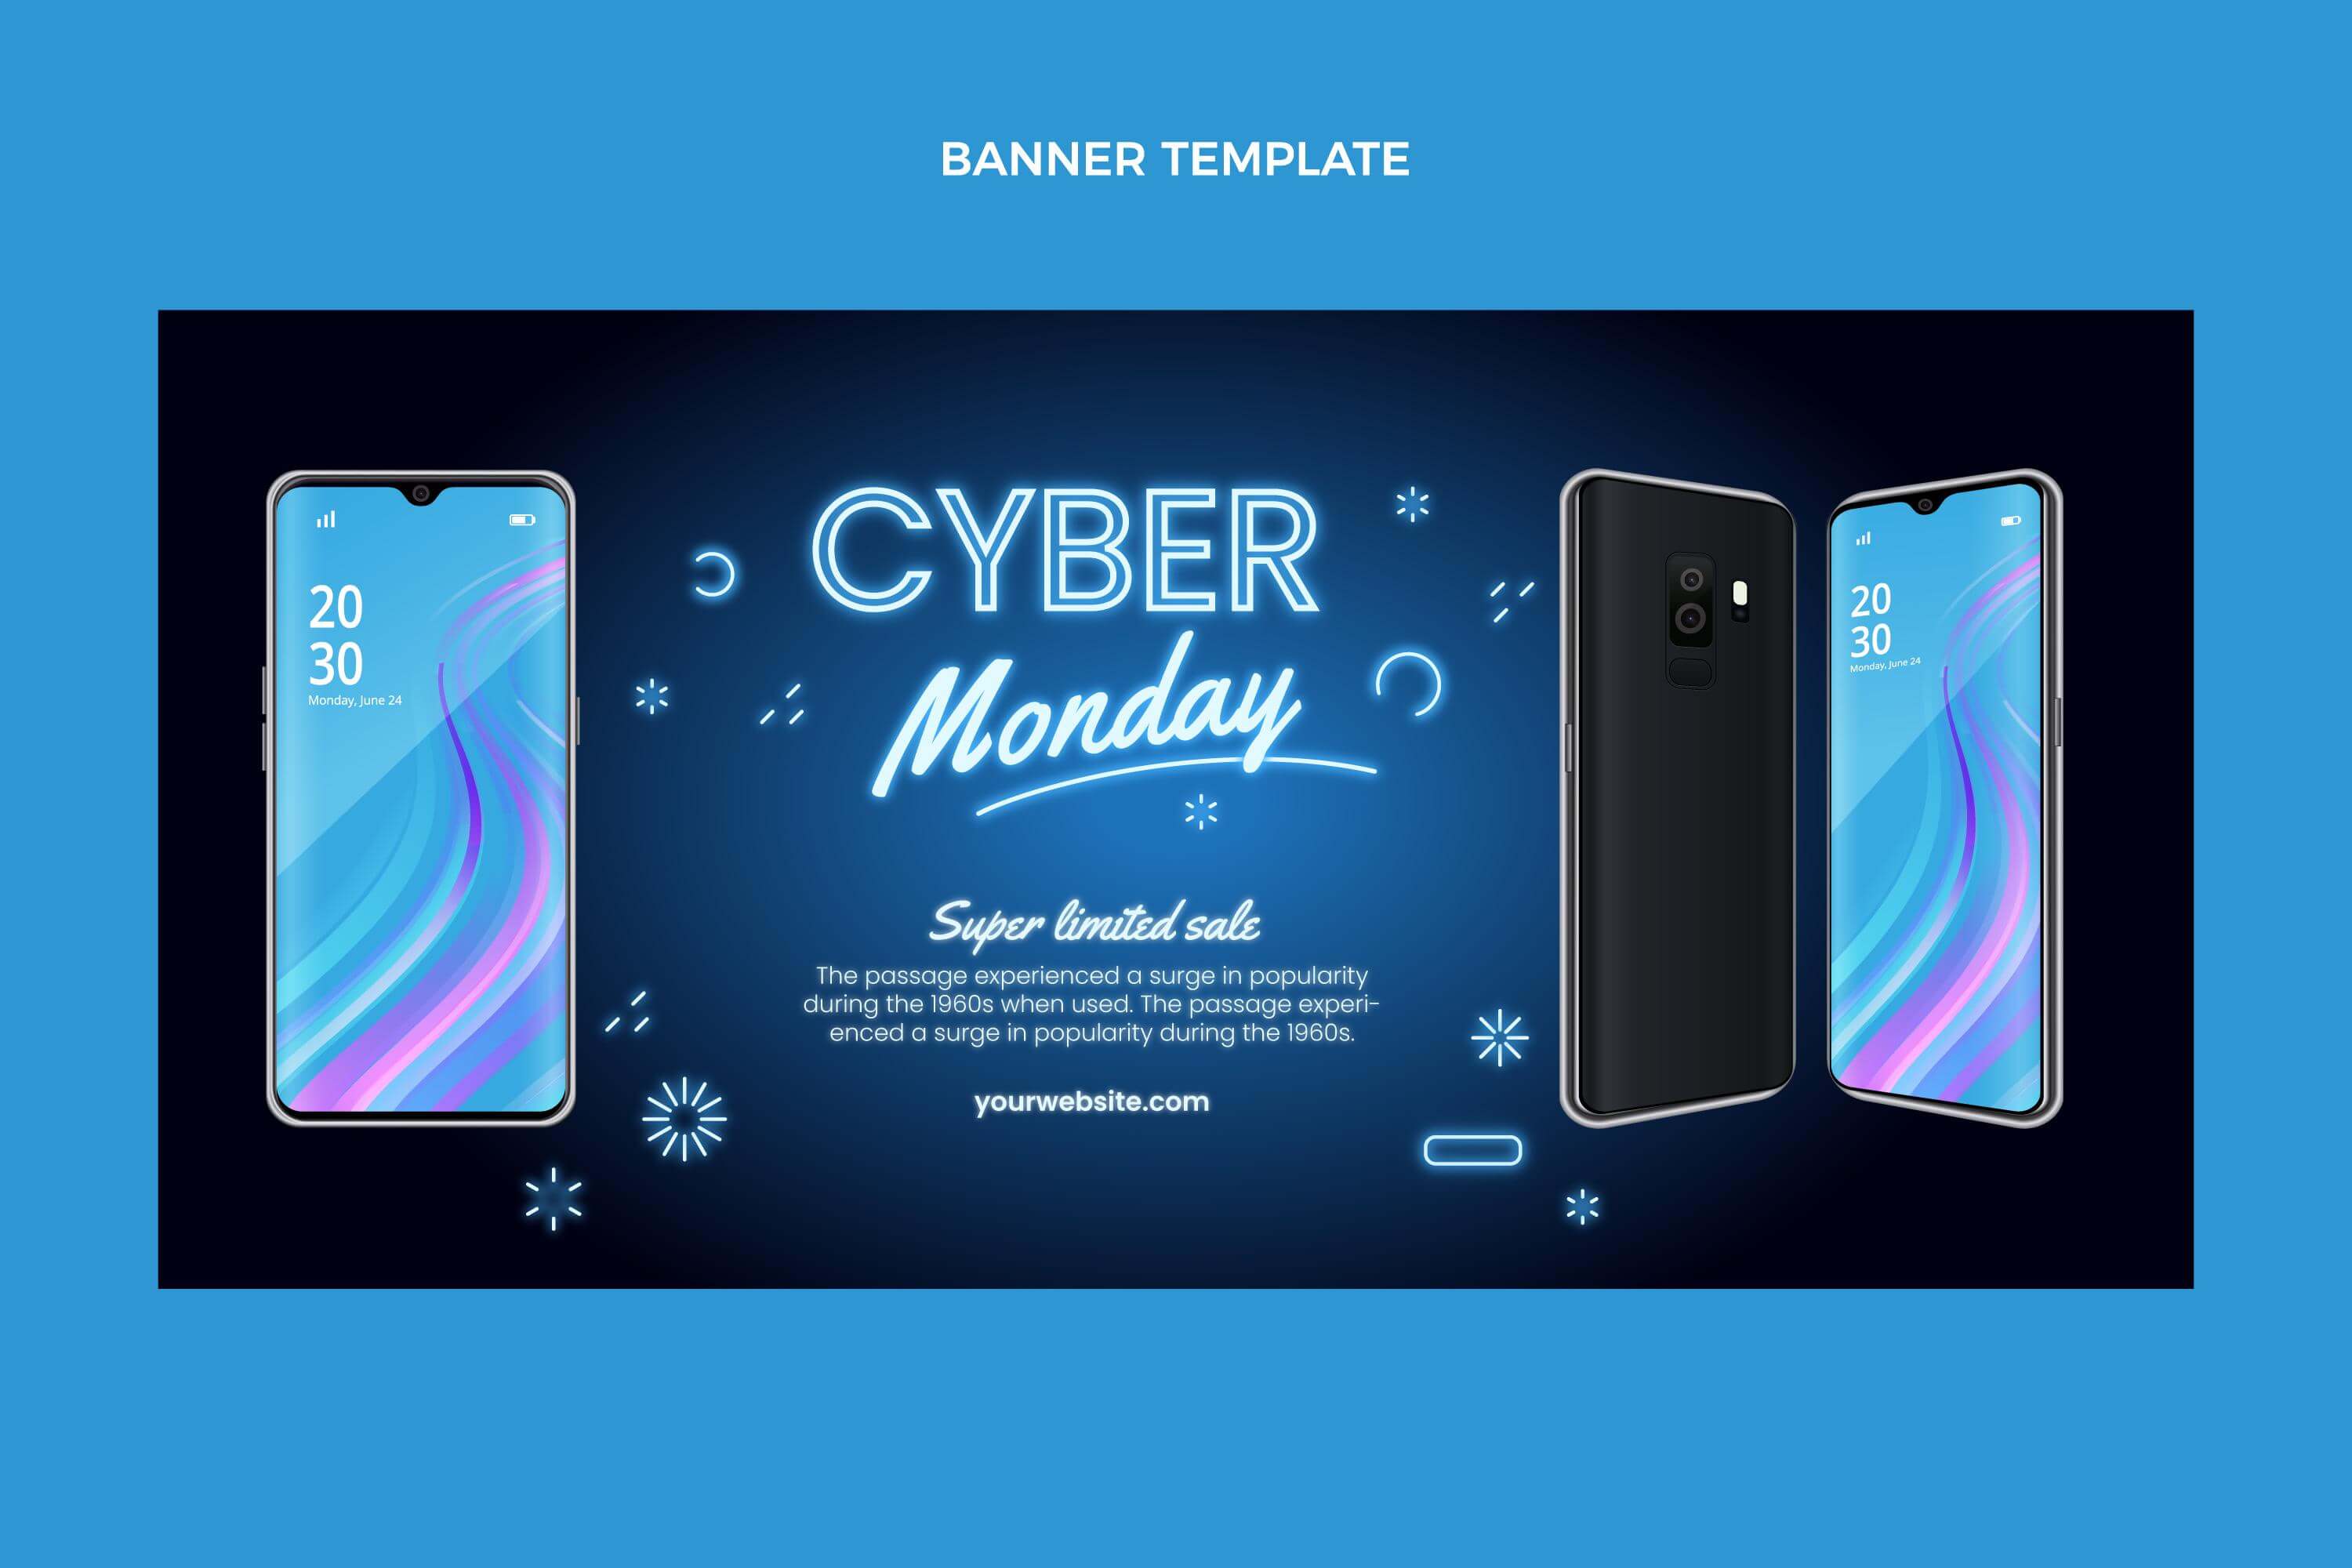 BANNER TEMPLATE
20
30
Monday, June 24
CYBER
Monday
Super limited sale
The passage experienced a surge in popularity
during the 1960s when used. The passage experi-
enced a surge in popularity during the 1960s.
yourwebsite.com
20
30
Monday, June 24